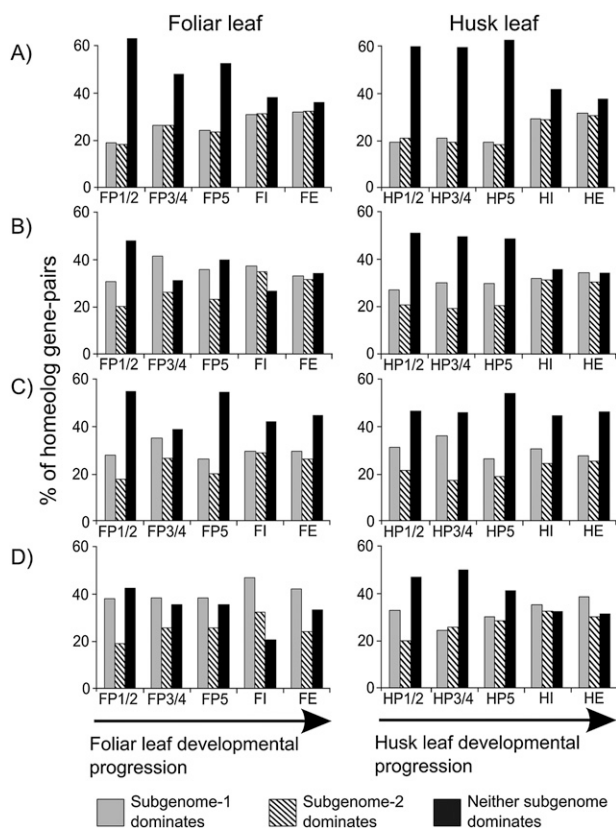 Foliar leaf Husk leaf
A)
60
40
20
0
FP1/2 FP3/4 FP5 FI FE
60
40
20
0
HP1/2 HP3/4 HP5 HI HE
B)
60
40
20
0
FP1/2 FP3/4 FP5 FI FE
60
40
20
0
HP1/2 HP3/4 HP5 HI HE
% of homeolog gene-pairs
C)
60
40
20
0
FP1/2 FP3/4 FP5 FI FE
60
40
20
0
HP1/2 HP3/4 HP5 HI HE
D)
60
40
20
0
FP1/2 FP3/4 FP5 FI FE
60
40
20
0
HP1/2 HP3/4 HP5 HI HE
Foliar leaf developmental
progression
Husk leaf developmental
progression
Subgenome-1
dominates
Subgenome-2
dominates
Neither subgenome
dominates